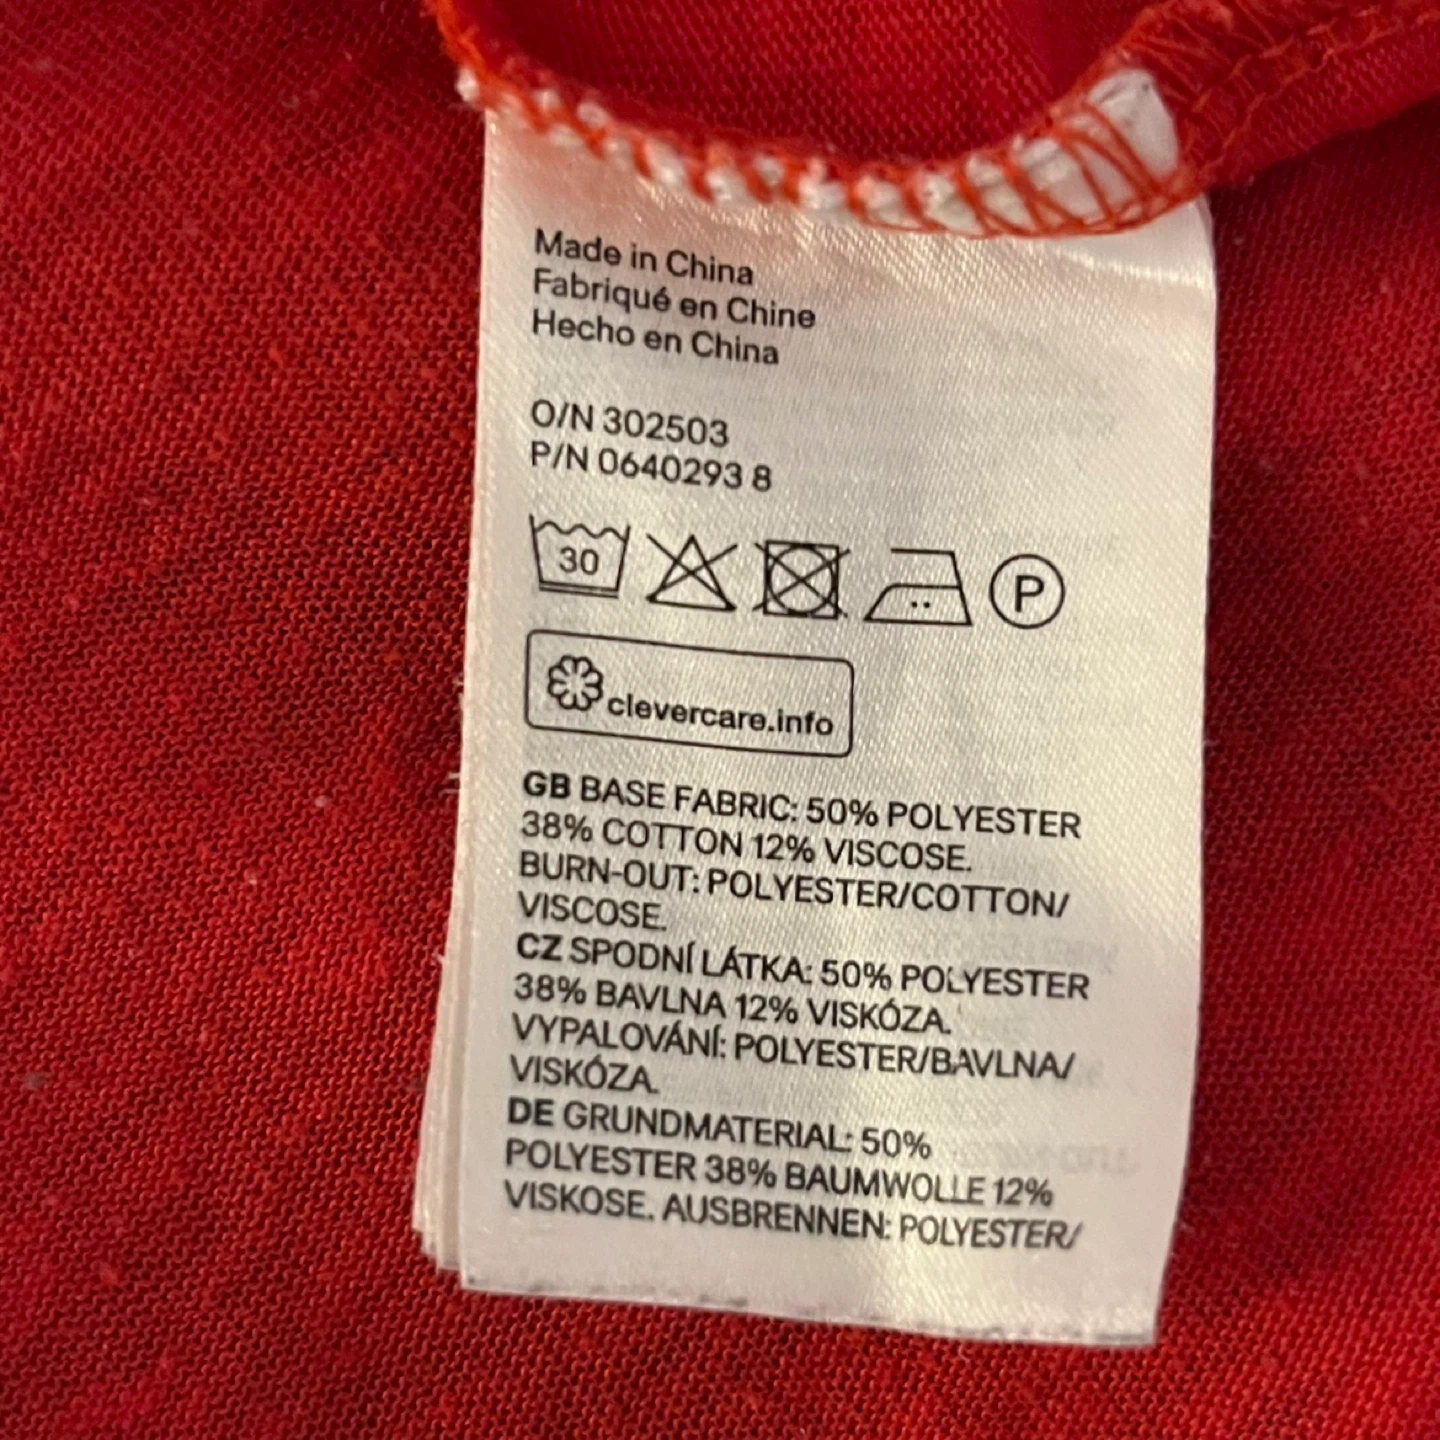 Made in China
Fabriqué en Chine
Hecho en China
O/N 302503
P/N 0640293 8
30
P
clevercare.info
GB BASE FABRIC: 50% POLYESTER
38% COTTON 12% VISCOSE.
BURN-OUT: POLYESTER/COTTON/
VISCOSE.
CZ SPODNÍ LÁTKA: 50% POLYESTER
38% BAVLNA 12% VISKÓZA.
VYPALOVÁNÍ: POLYESTER/BAVLNA/
VISKÓZA.
DE GRUNDMATERIAL: 50%
POLYESTER 38% BAUMWOLLE 12%
VISKOSE. AUSBRENNEN: POLYESTER/